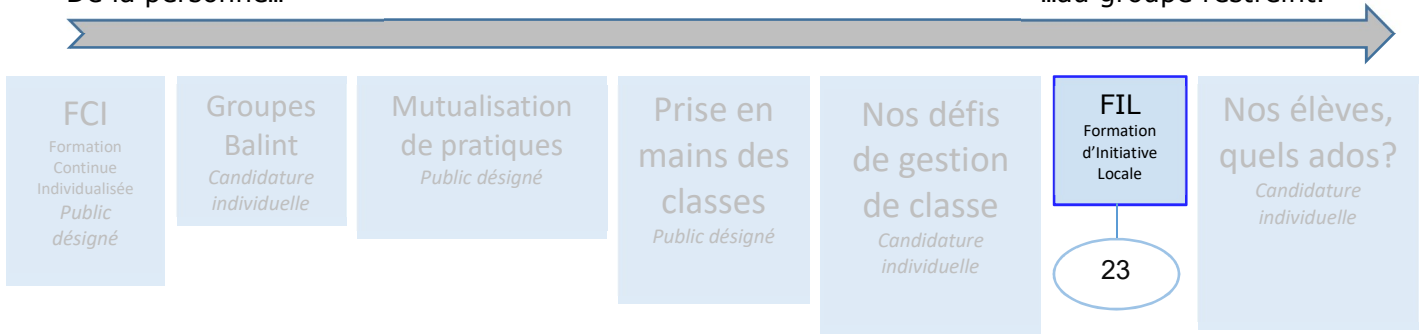 De la personne…
…au groupe restreint.
FCI
Formation
Continue
Individualisée
Public
désigné
Groupes
Balint
Candidature
individuelle
Mutualisation
de pratiques
Public désigné
Prise en
mains des
classes
Public désigné
Nos défis
de gestion
de classe
Candidature
individuelle
FIL
Formation
d’Initiative
Locale
23
Nos élèves,
quels ados?
Candidature
individuelle